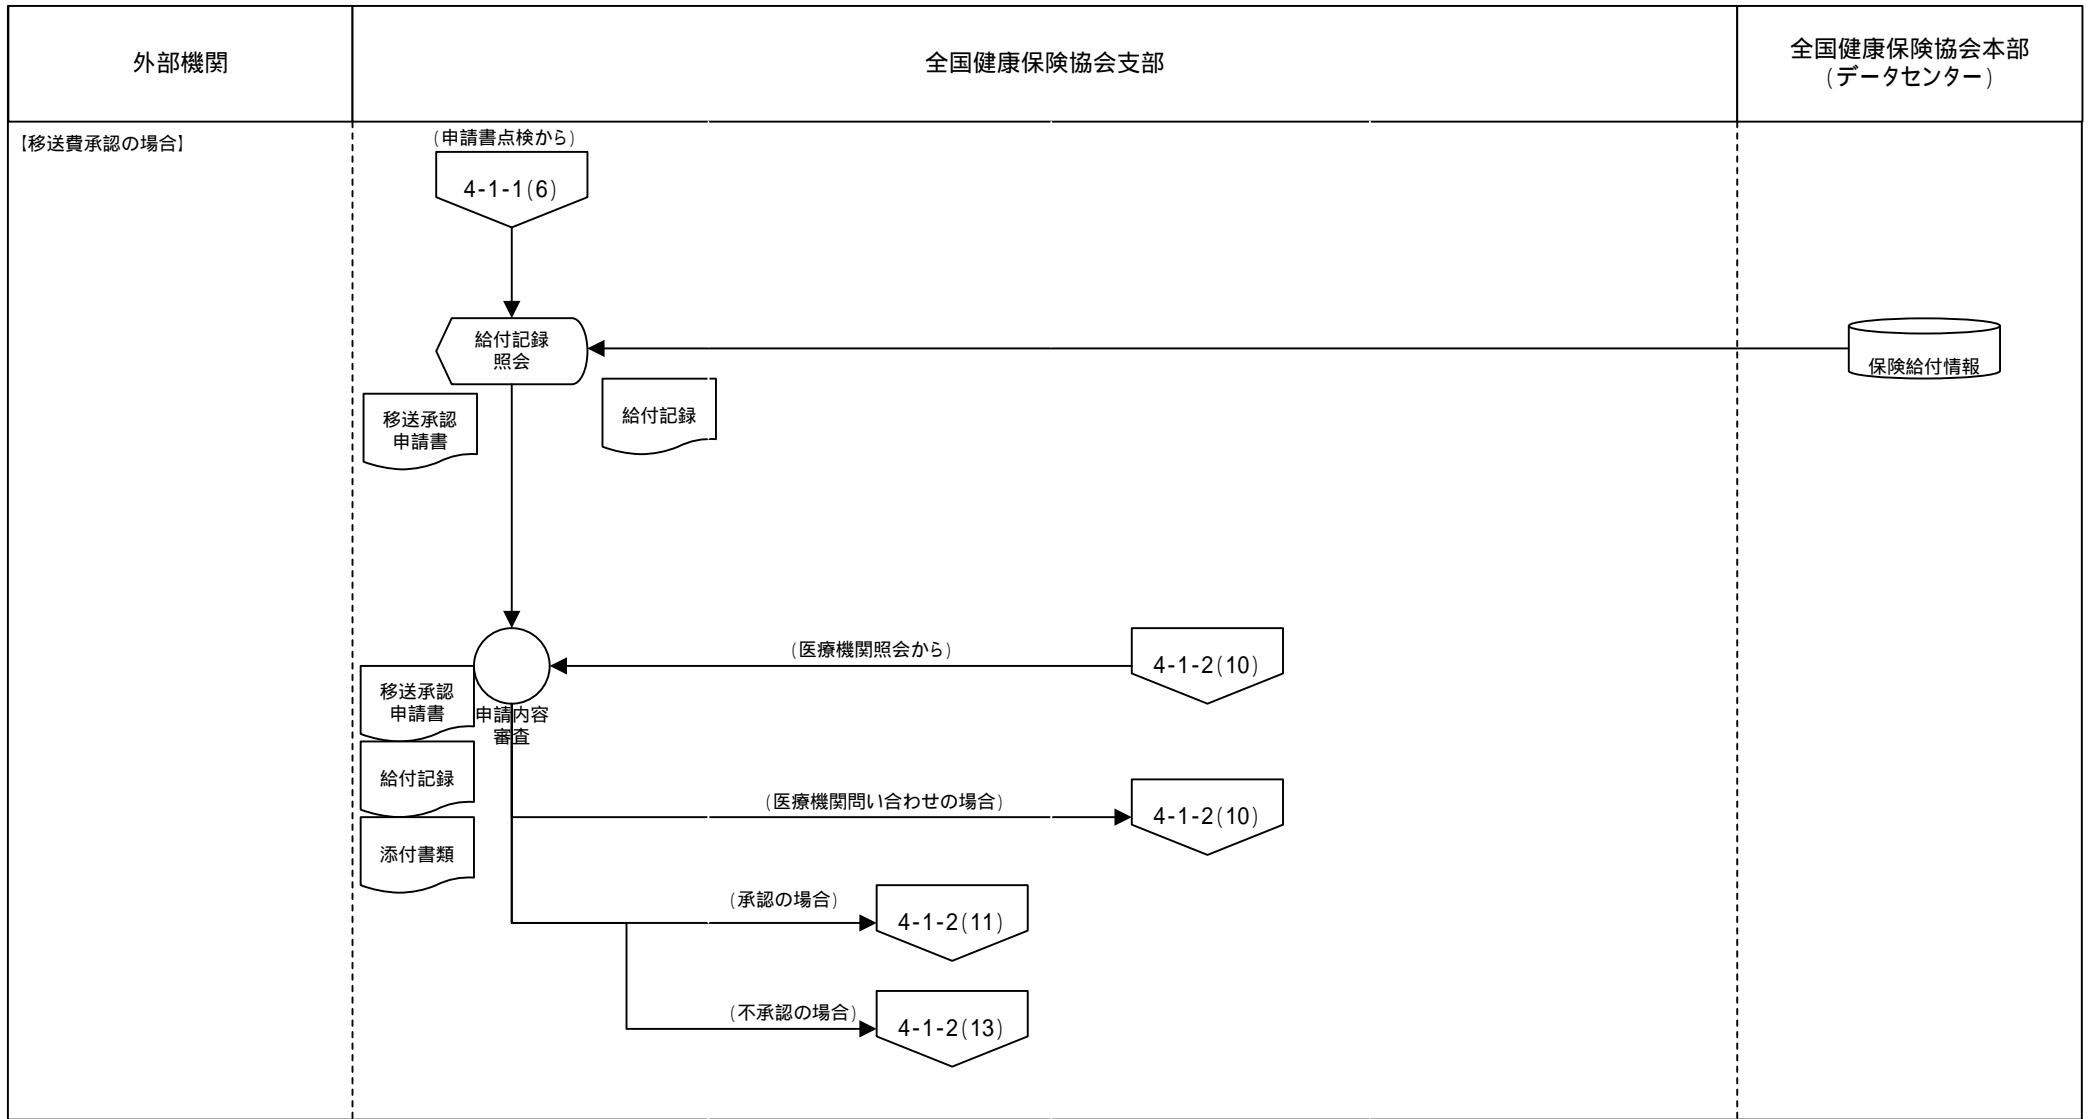 外部機関
全国健康保険協会支部
全国健康保険協会本部
(データセンター)
【移送費承認の場合】
(申請書点検から)
4-1-1(6)
給付記録
照会
保険給付情報
移送承認
申請書
給付記録
(医療機関照会から)
4-1-2(10)
移送承認
申請書
申請内容
審査
給付記録
(医療機関問い合わせの場合)
4-1-2(10)
添付書類
(承認の場合)
4-1-2(11)
(不承認の場合)
4-1-2(13)